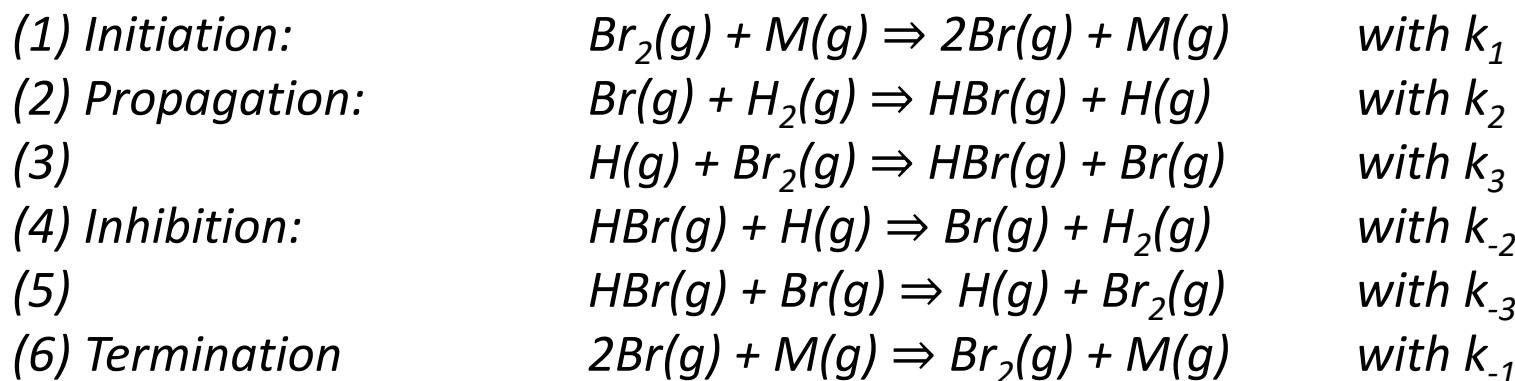 (1) Initiation: Br₂(g) + M(g) ⇒ 2Br(g) + M(g) with k₁
(2) Propagation: Br(g) + H₂(g) ⇒ HBr(g) + H(g) with k₂
(3) H(g) + Br₂(g) ⇒ HBr(g) + Br(g) with k₃
(4) Inhibition: HBr(g) + H(g) ⇒ Br(g) + H₂(g) with k₋₂
(5) HBr(g) + Br(g) ⇒ H(g) + Br₂(g) with k₋₃
(6) Termination 2Br(g) + M(g) ⇒ Br₂(g) + M(g) with k₋₁